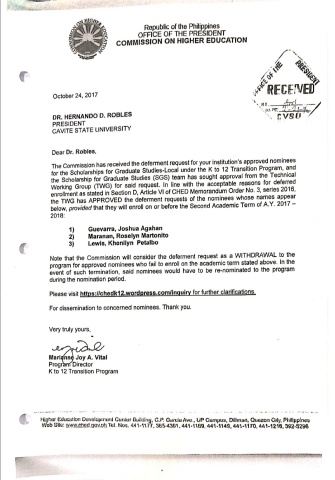 Republic of the Philippines
OFFICE OF THE PRESIDENT
COMMISSION ON HIGHER EDUCATION
OFFICE OF THE PRESIDENT
RECEIVED
CVSU
October 24, 2017
DR. HERNANDO D. ROBLES
PRESIDENT
CAVITE STATE UNIVERSITY
Dear Dr. Robles,
The Commission has received the deferment request for your institution's approved nominees
for the Scholarships for Graduate Studies-Local under the K to 12 Transition Program, and
the Scholarship for Graduate Studies (SGS) team has sought approval from the Technical
Working Group (TWG) for said request. In line with the acceptable reasons for deferred
enrollment as stated in Section D, Article VI of CHED Memorandum Order No. 3, series 2016,
the TWG has APPROVED the deferment requests of the nominees whose names appear
below, provided that they will enroll on or before the Second Academic Term of A.Y. 2017 –
2018:
1) Guevarra, Joshua Agahan
2) Maranan, Roselyn Martonito
3) Lewis, Khenilyn Petalbo
Note that the Commission will consider the deferment request as a WITHDRAWAL to the
program for approved nominees who fail to enroll on the academic term stated above. In the
event of such termination, said nominees would have to be re-nominated to the program
during the nomination period.
Please visit https://chedk12.wordpress.com/inquiry for further clarifications.
For dissemination to concerned nominees. Thank you.
Very truly yours,
Marianne Joy A. Vital
Program Director
K to 12 Transition Program
Higher Education Development Center Building, C.P. Garcia Ave., UP Campus, Diliman, Quezon City, Philippines
Web Site: www.ched.gov.ph Tel. Nos. 441-1177, 385-4391, 441-1169, 441-1149, 441-1170, 441-1216, 392-5296